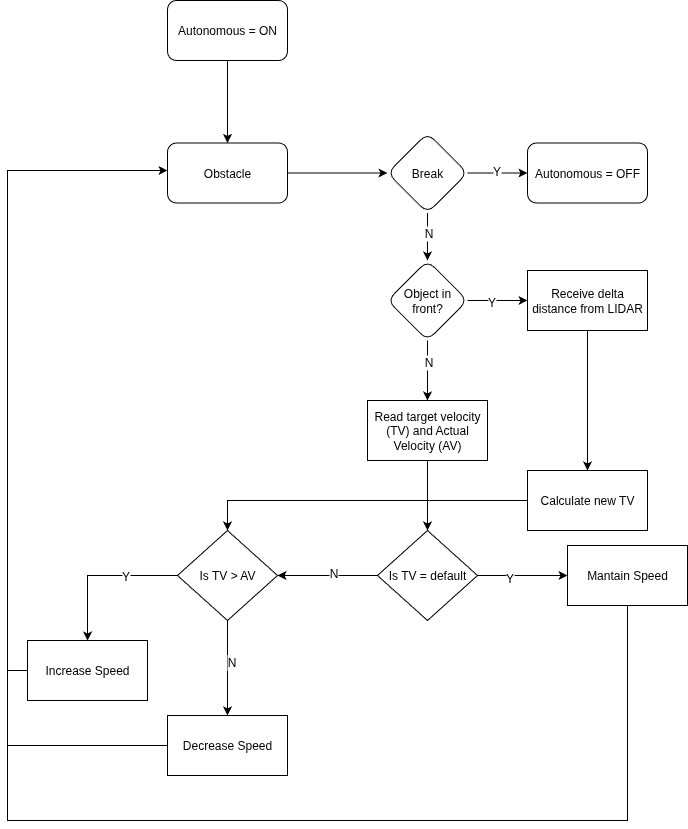 Autonomous = ON
Obstacle
Break
Y
Autonomous = OFF
N
Object in
front?
Y
Receive delta
distance from LIDAR
N
Read target velocity
(TV) and Actual
Velocity (AV)
Calculate new TV
Is TV > AV
N
Is TV = default
Y
Mantain Speed
Y
Increase Speed
N
Decrease Speed